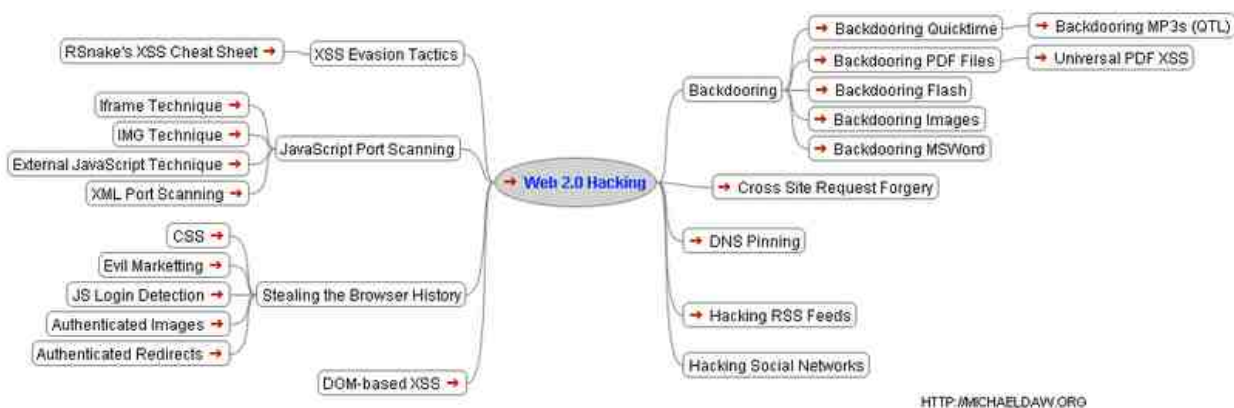 RSnake's XSS Cheat Sheet
XSS Evasion Tactics
Iframe Technique
IMG Technique
External JavaScript Technique
XML Port Scanning
JavaScript Port Scanning
CSS
Evil Marketting
JS Login Detection
Authenticated Images
Authenticated Redirects
Stealing the Browser History
DOM-based XSS
Web 2.0 Hacking
Backdooring
Backdooring Quicktime
Backdooring MP3s (QTL)
Backdooring PDF Files
Universal PDF XSS
Backdooring Flash
Backdooring Images
Backdooring MSWord
Cross Site Request Forgery
DNS Pinning
Hacking RSS Feeds
Hacking Social Networks
HTTP://MICHAELDAW.ORG